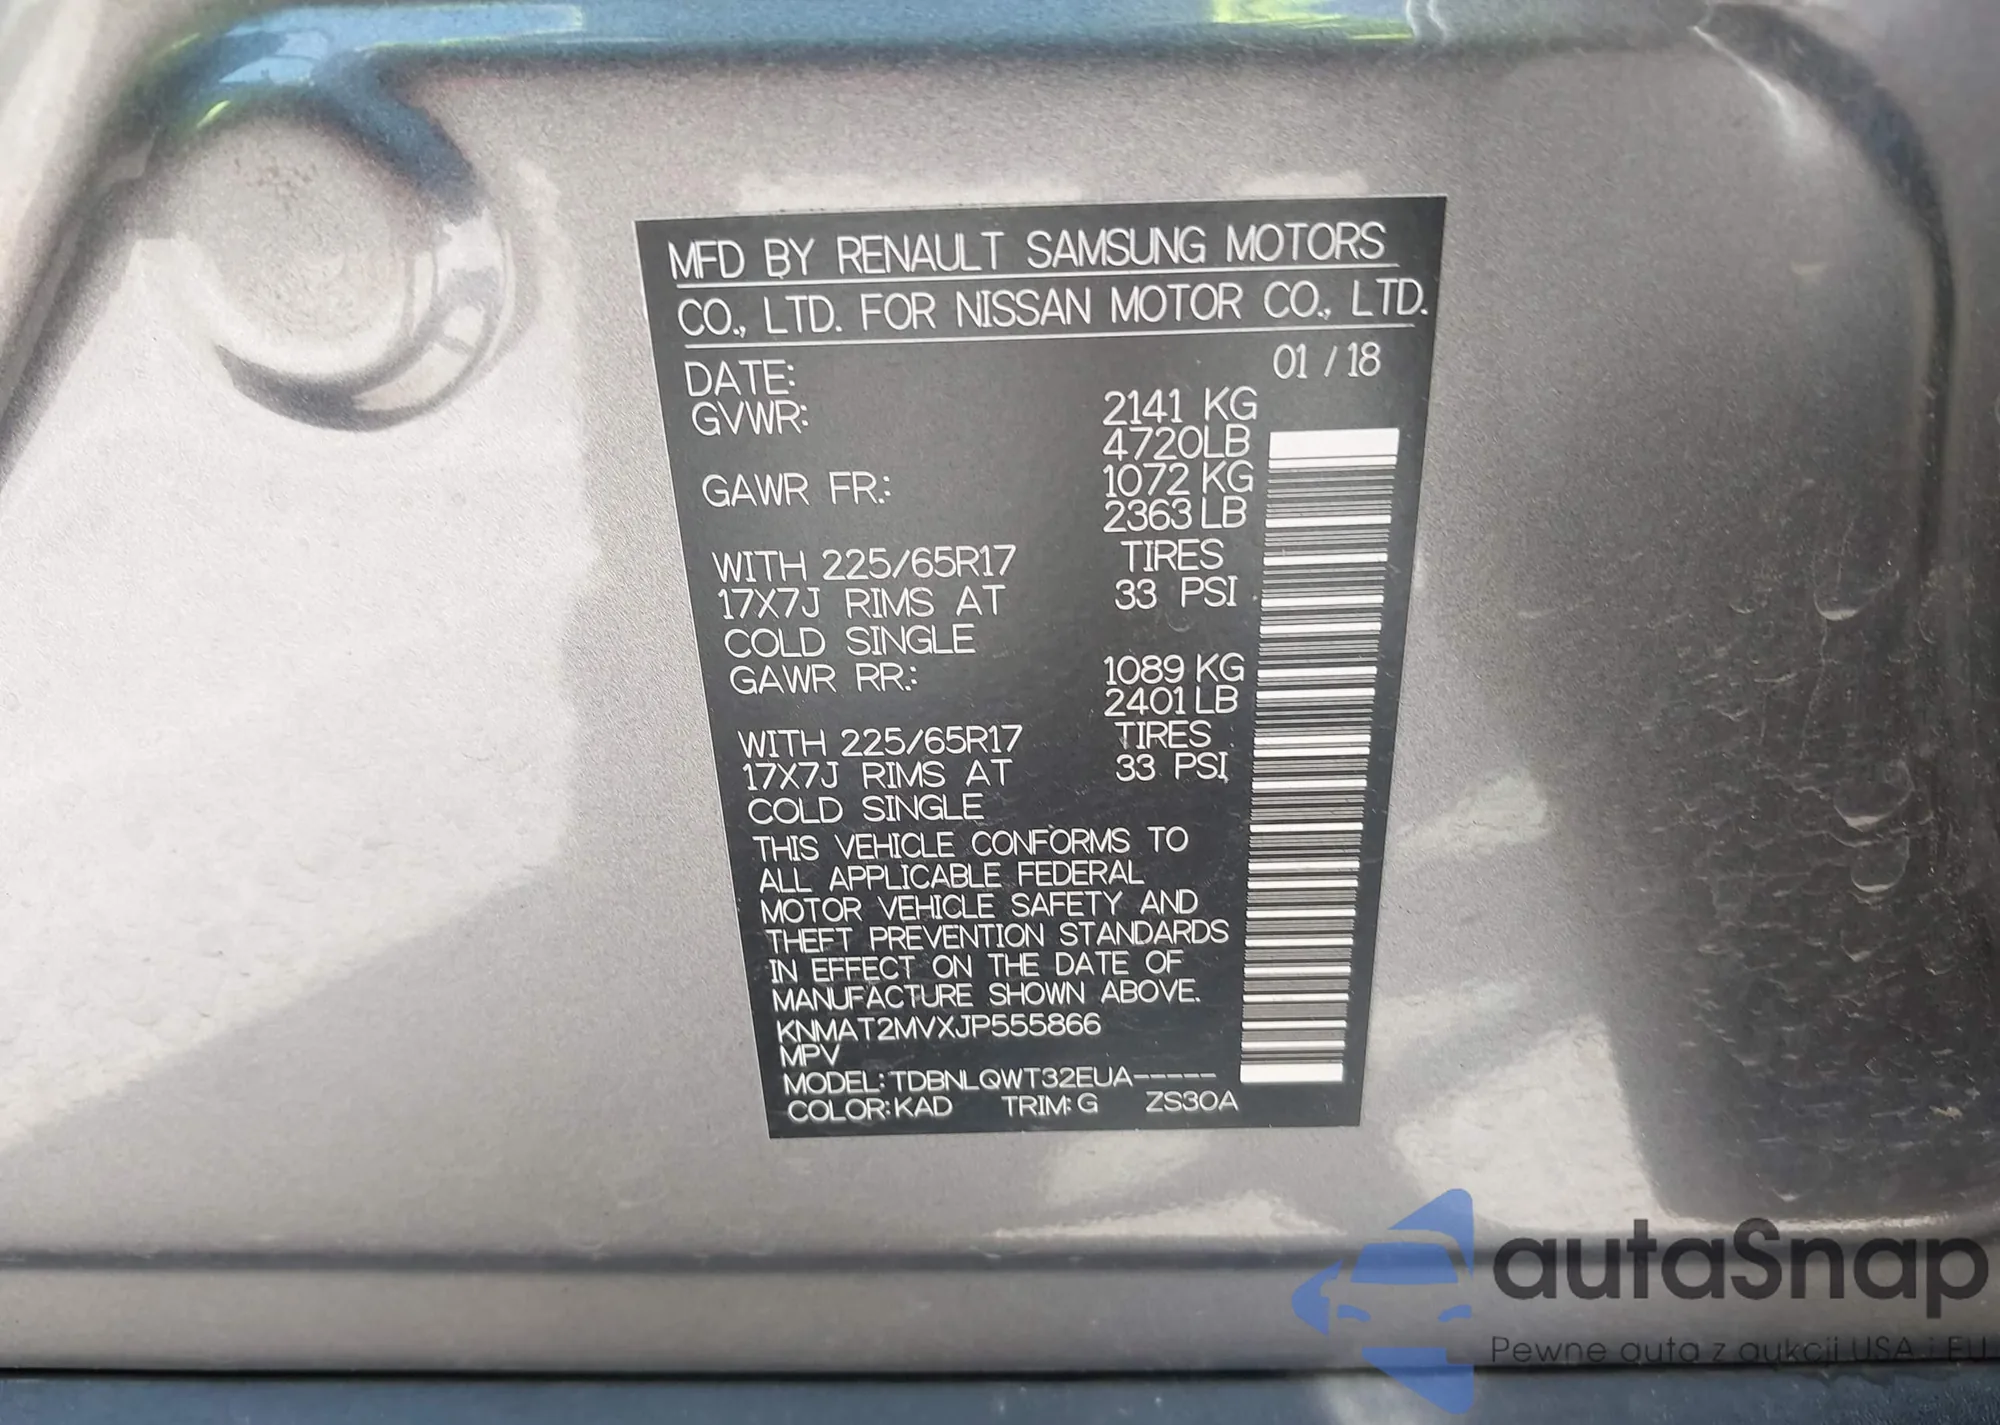 MFD BY RENAULT SAMSUNG MOTORS
CO., LTD. FOR NISSAN MOTOR CO., LTD.
DATE: 01 / 18
GVWR: 2141 KG
4720LB
GAWR FR.: 1072 KG
2363 LB
WITH 225/65R17 TIRES
17X7J RIMS AT 33 PSI
COLD SINGLE
GAWR RR.: 1089 KG
2401 LB
WITH 225/65R17 TIRES
17X7J RIMS AT 33 PSI
COLD SINGLE
THIS VEHICLE CONFORMS TO
ALL APPLICABLE FEDERAL
MOTOR VEHICLE SAFETY AND
THEFT PREVENTION STANDARDS
IN EFFECT ON THE DATE OF
MANUFACTURE SHOWN ABOVE.
KNMAT2MVXJP555866
MPV
MODEL: TDBNLQWT32EUA-----
COLOR: KAD TRIM: G ZS30A
autaSnap
Pewne auta z aukcji USA i EU